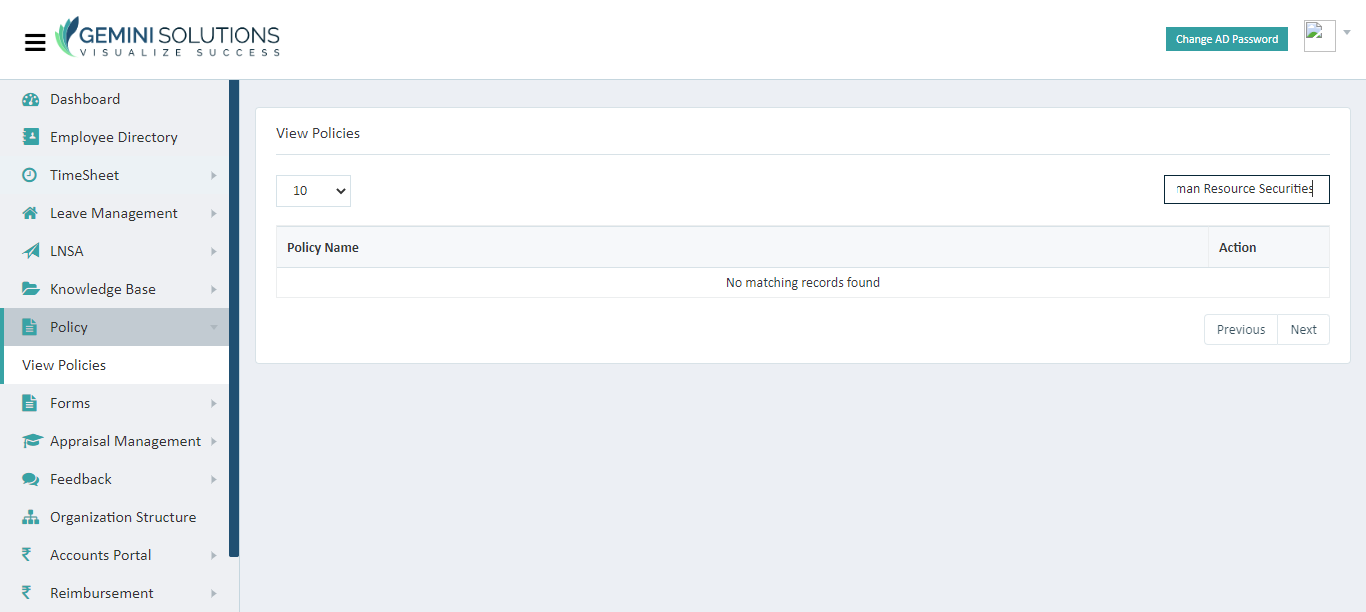 GEMINI SOLUTIONS
VISUALIZE SUCCESS
Change AD Password
Dashboard
Employee Directory
TimeSheet
Leave Management
LNSA
Knowledge Base
Policy
View Policies
Forms
Appraisal Management
Feedback
Organization Structure
₹ Accounts Portal
₹ Reimbursement
View Policies
10
man Resource Securities
Policy Name Action
No matching records found
Previous Next